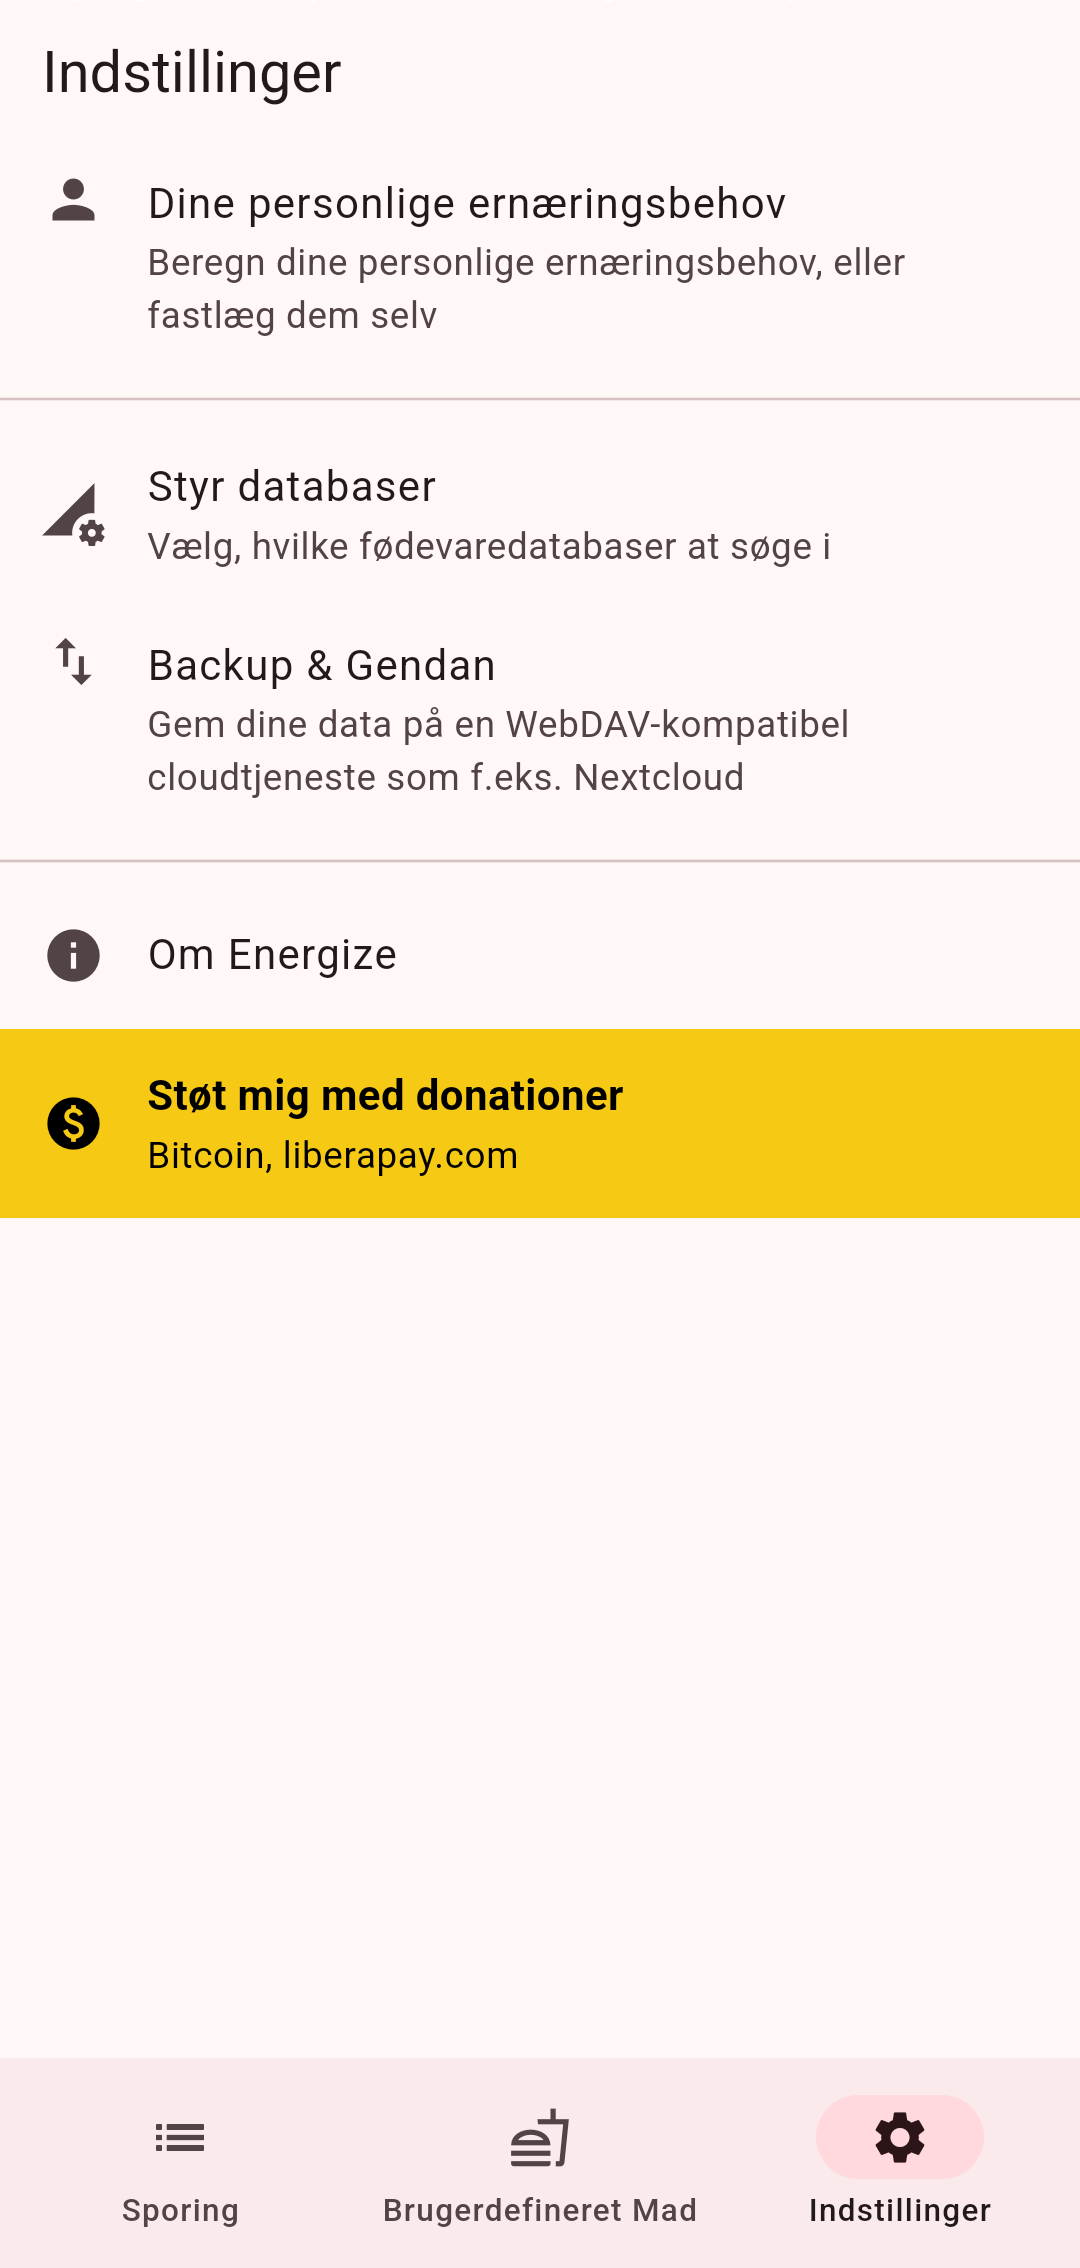 Indstillinger
Dine personlige ernæringsbehov
Beregn dine personlige ernæringsbehov, eller
fastlæg dem selv
Styr databaser
Vælg, hvilke fødevaredatabaser at søge i
Backup & Gendan
Gem dine data på en WebDAV-kompatibel
cloudtjeneste som f.eks. Nextcloud
Om Energize
Støt mig med donationer
Bitcoin, liberapay.com
Sporing
Brugerdefineret Mad
Indstillinger